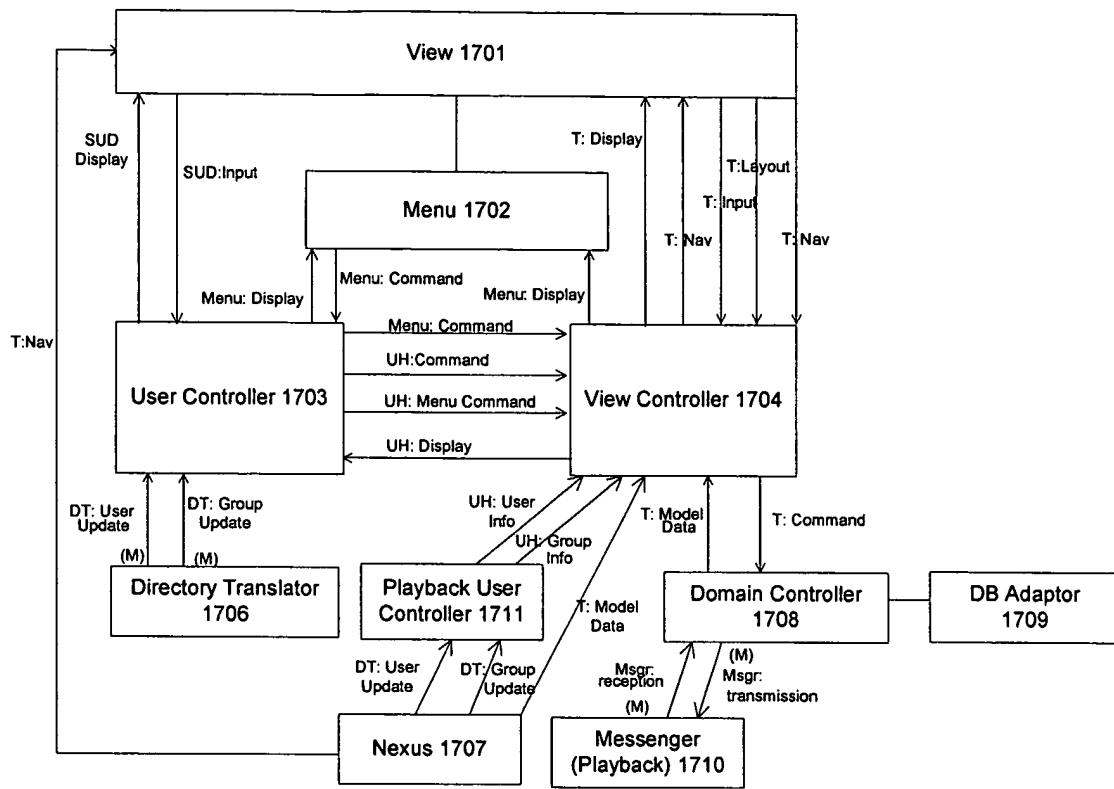 View 1701
SUD
Display
SUD:Input
T: Display
T:Layout
T: Input
T: Nav
T: Nav
Menu 1702
Menu: Display
Menu: Command
Menu: Display
T:Nav
User Controller 1703
Menu: Command
UH:Command
UH: Menu Command
UH: Display
View Controller 1704
DT: User
Update
DT: Group
Update
(M)
(M)
UH: User
Info
UH: Group
Info
T: Model
Data
T: Command
Directory Translator
1706
Playback User
Controller 1711
T: Model
Data
Domain Controller
1708
DB Adaptor
1709
DT: User
Update
DT: Group
Update
Msgr:
reception
(M)
(M)
Msgr:
transmission
Nexus 1707
Messenger
(Playback) 1710